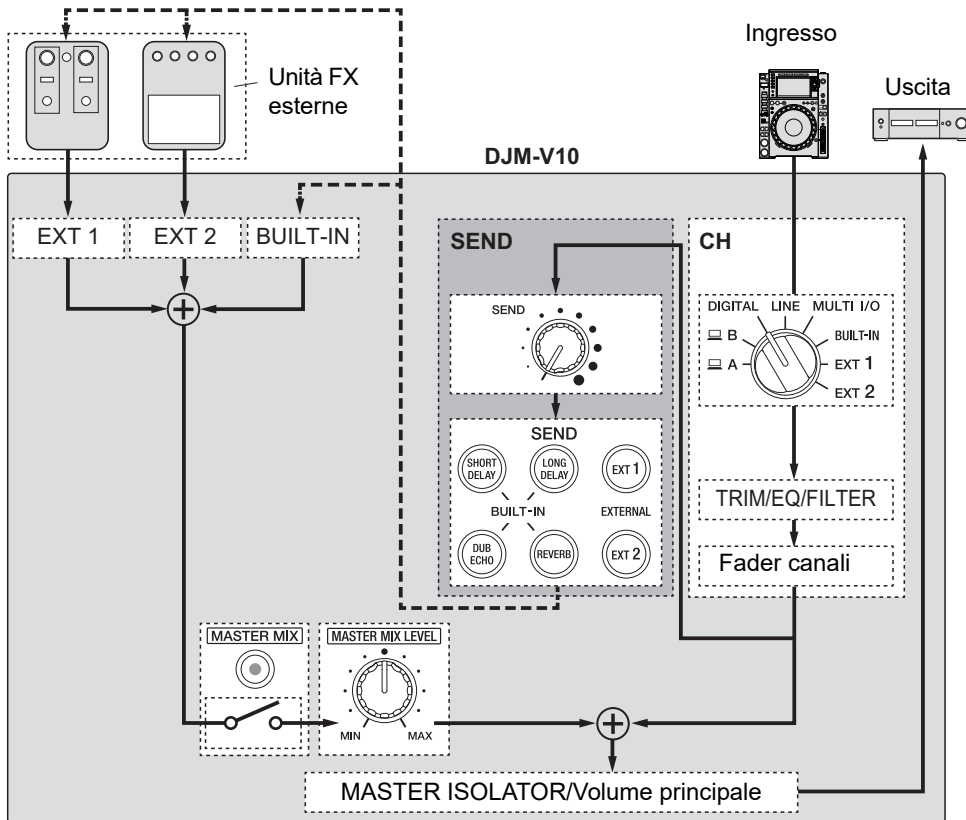 Ingresso
Unità FX
esterne
Uscita
DJM-V10
EXT 1
EXT 2
BUILT-IN
SEND
CH
SEND
DIGITAL
LINE
MULTI I/O
B
BUILT-IN
A
EXT 1
EXT 2
SEND
SHORT
DELAY
LONG
DELAY
EXT 1
BUILT-IN
EXTERNAL
DUB
ECHO
REVERB
EXT 2
TRIM/EQ/FILTER
Fader canali
MASTER MIX
MASTER MIX LEVEL
MIN
MAX
MASTER ISOLATOR/Volume principale